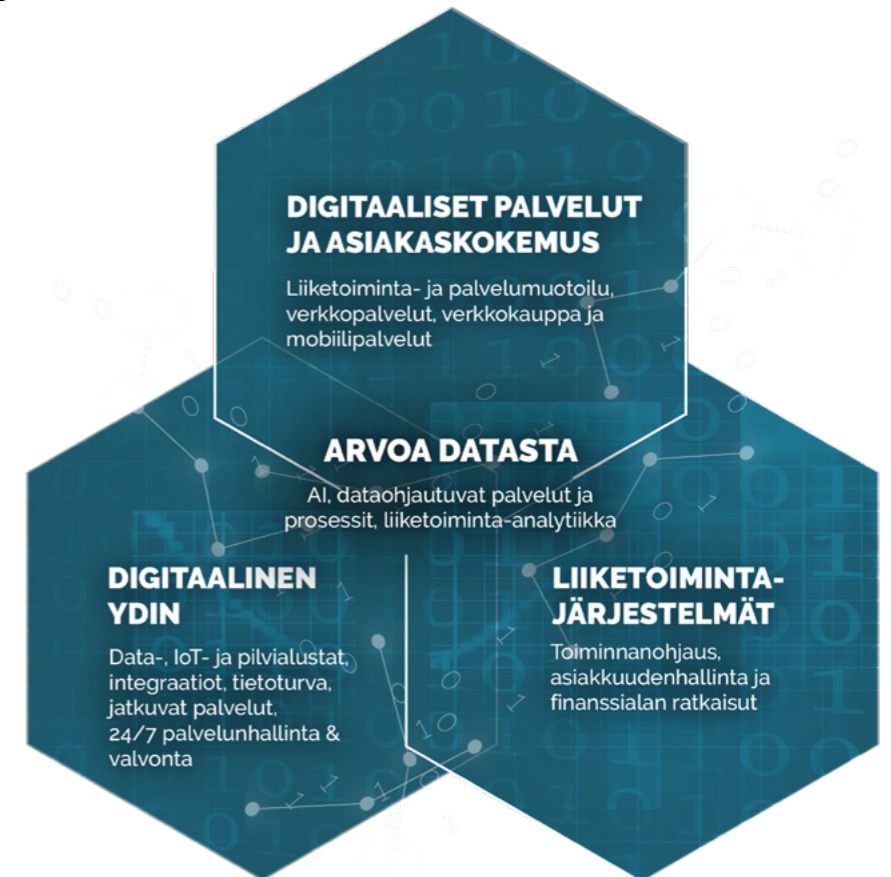 DIGITAALISET PALVELUT
JA ASIAKASKOKEMUS
Liiketoiminta- ja palvelumuotoilu,
verkkopalvelut, verkkokauppa ja
mobiilipalvelut
ARVOA DATASTA
AI, dataohjautuvat palvelut ja
prosessit, liiketoiminta-analytiikka
DIGITAALINEN
YDIN
Data-, IoT- ja pilvialustat,
integraatiot, tietoturva,
jatkuvat palvelut,
24/7 palvelunhallinta &
valvonta
LIIKETOIMINTA-
JÄRJESTELMÄT
Toiminnanohjaus,
asiakkuudenhallinta ja
finanssialan ratkaisut